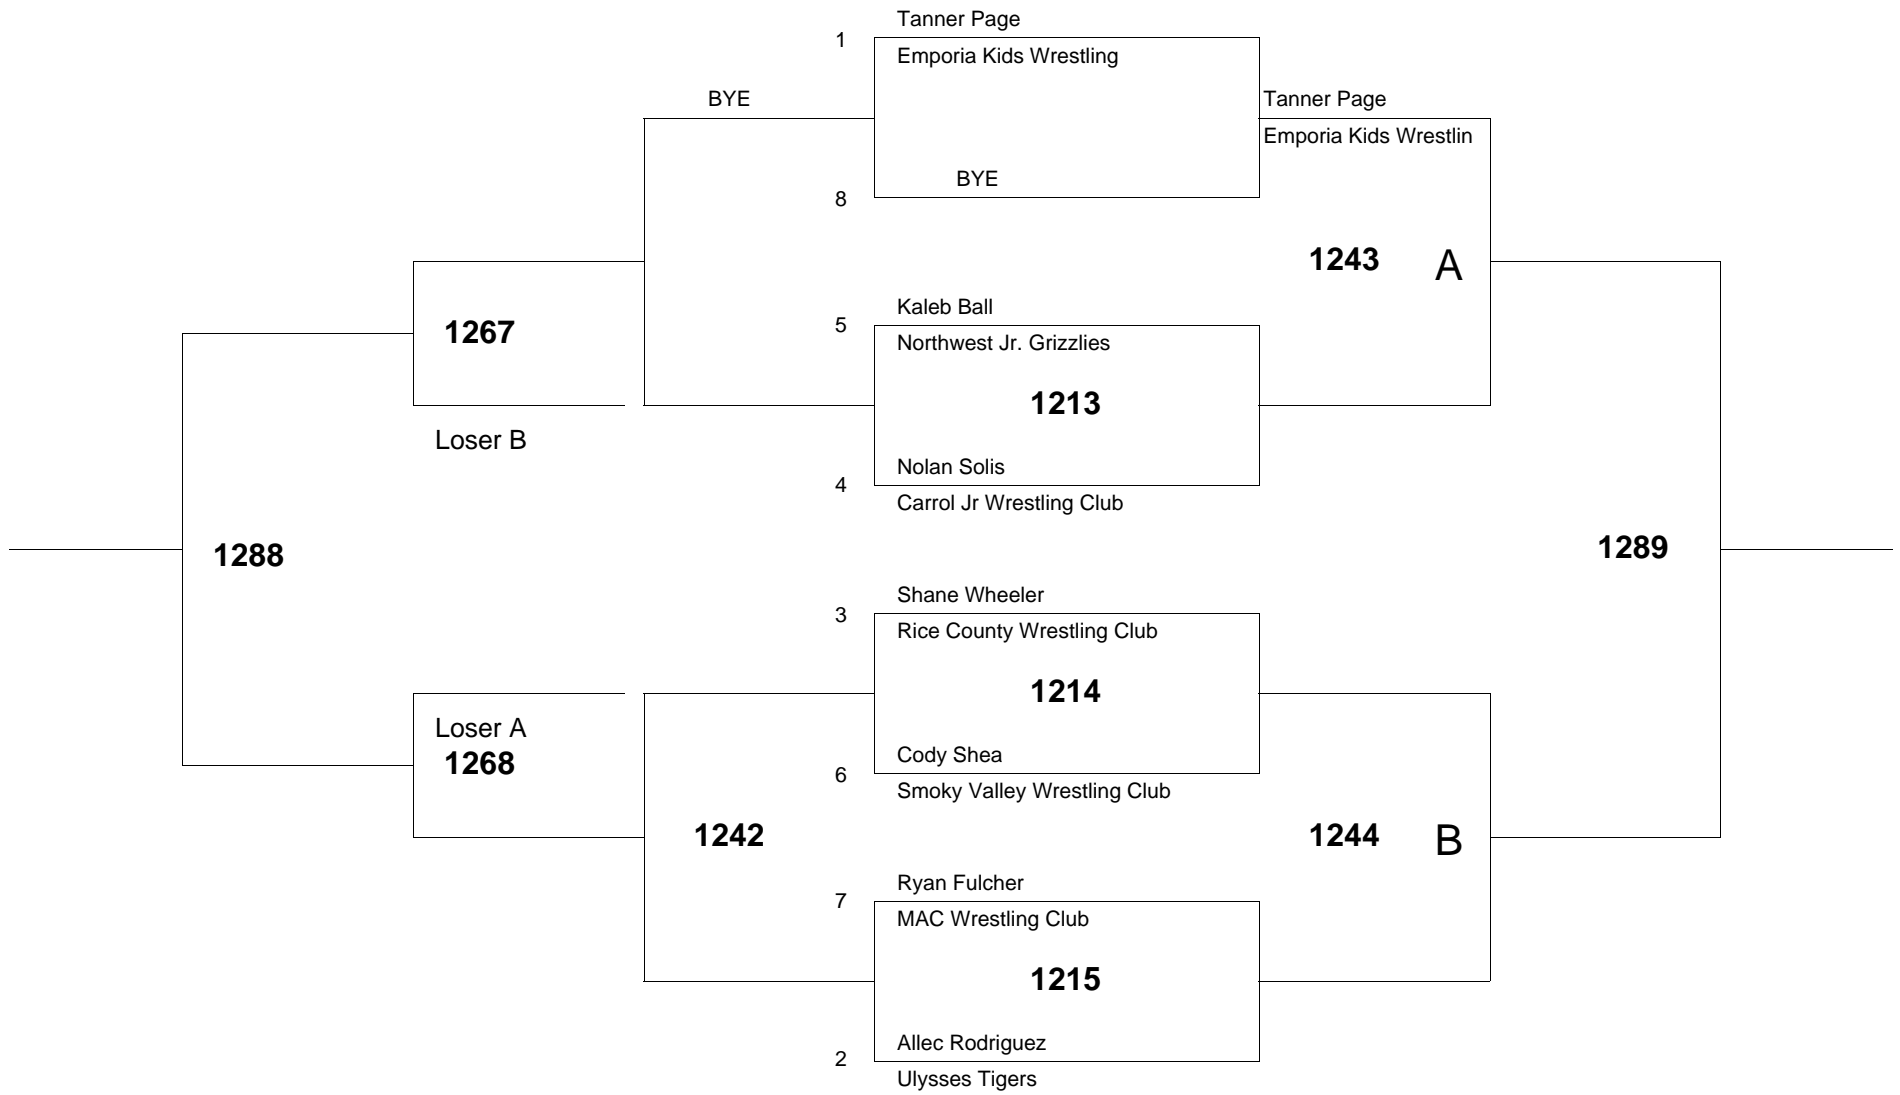 Tanner Page
1
Emporia Kids Wrestling
BYE
Tanner Page
Emporia Kids Wrestlin
BYE
8
1243 A
Kaleb Ball
5
Northwest Jr. Grizzlies
1267
1213
Loser B
Nolan Solis
4
Carrol Jr Wrestling Club
1288
1289
Shane Wheeler
3
Rice County Wrestling Club
1214
Loser A
1268
Cody Shea
6
Smoky Valley Wrestling Club
1242
1244 B
Ryan Fulcher
7
MAC Wrestling Club
1215
Allec Rodriguez
2
Ulysses Tigers